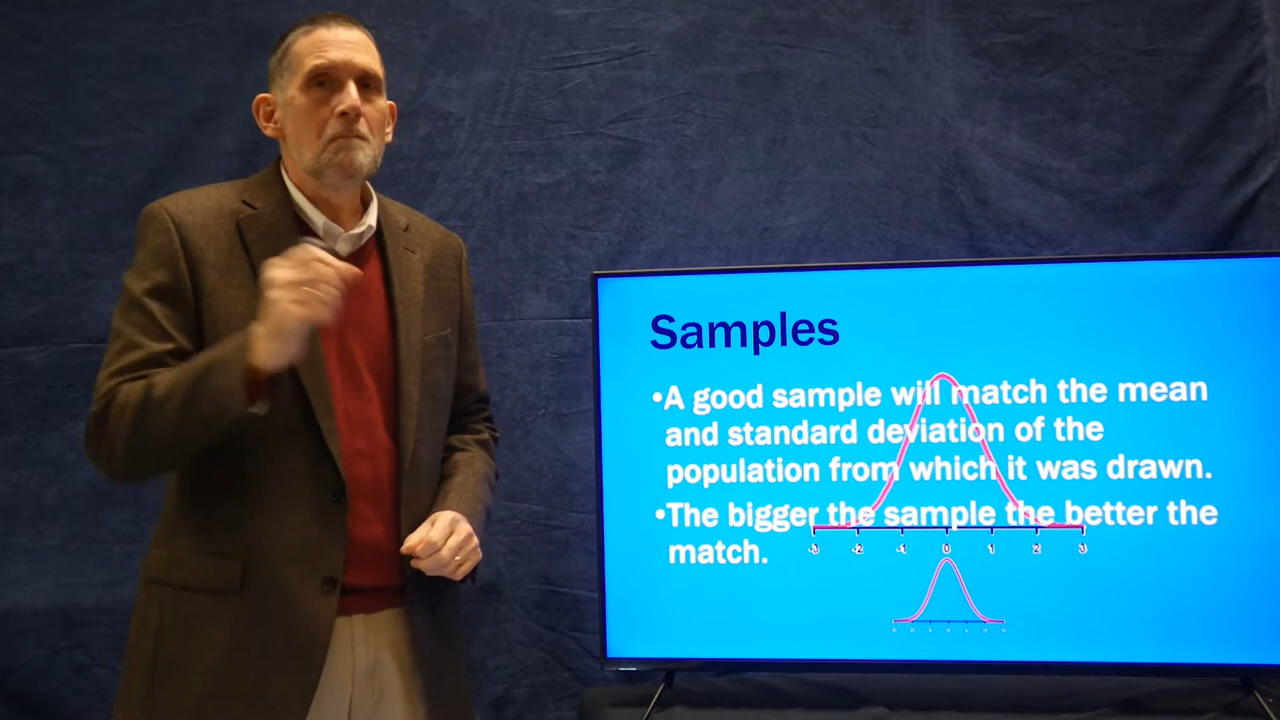 Samples
•A good sample will match the mean
and standard deviation of the
population from which it was drawn.
•The bigger the sample the better the
match.
-3 -2 -1 0 1 2 3